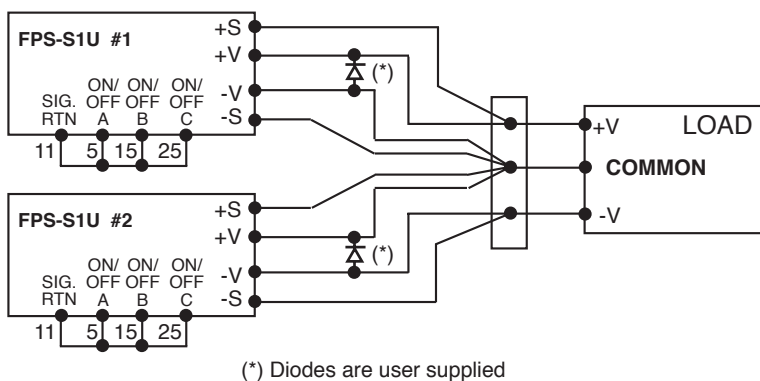 FPS-S1U #1
+S
+V
-V
-S
SIG. RTN
ON/ OFF A
ON/ OFF B
ON/ OFF C
11 5 15 25
(*)
+V LOAD
COMMON
-V
FPS-S1U #2
+S
+V
-V
-S
SIG. RTN
ON/ OFF A
ON/ OFF B
ON/ OFF C
11 5 15 25
(*)
(*) Diodes are user supplied